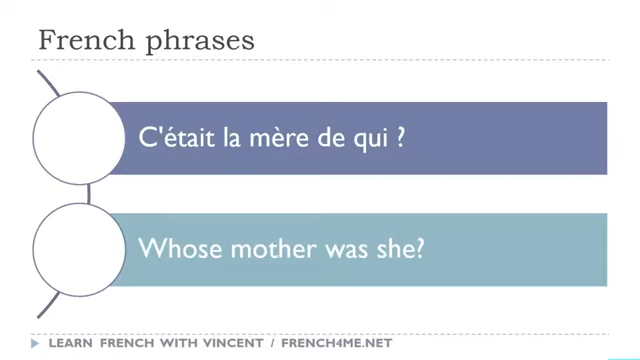 French phrases
C'était la mère de qui ?
Whose mother was she?
LEARN FRENCH WITH VINCENT / FRENCH4ME.NET